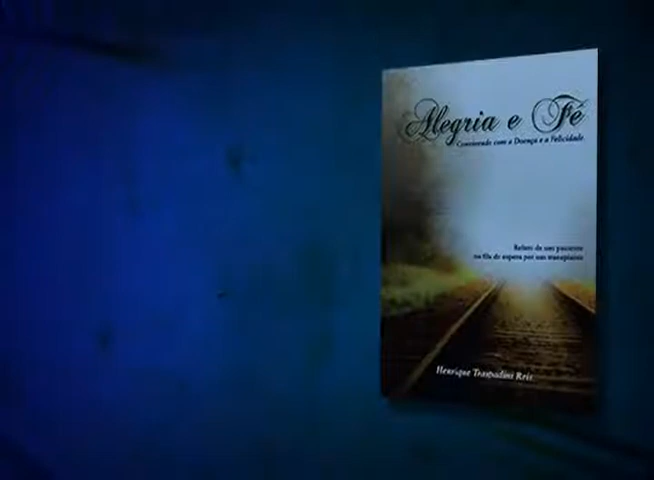 Alegria e Fé
Convivendo com a Doença e a Felicidade
Relato de um paciente
na fila de espera por um transplante
Henrique Trampadini Reis